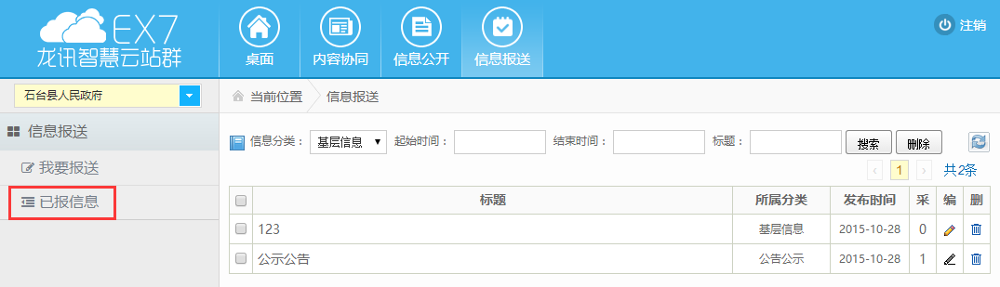 EX7
龙讯智慧云站群
桌面 内容协同 信息公开 信息报送 注销
石台县人民政府 当前位置 信息报送
信息报送
我要报送
已报信息
信息分类： 基层信息 起始时间： 结束时间： 标题： 搜索 删除
‹ 1 › 共2条
标题 所属分类 发布时间 采 编 删
123 基层信息 2015-10-28 0
公示公告 公告公示 2015-10-28 1